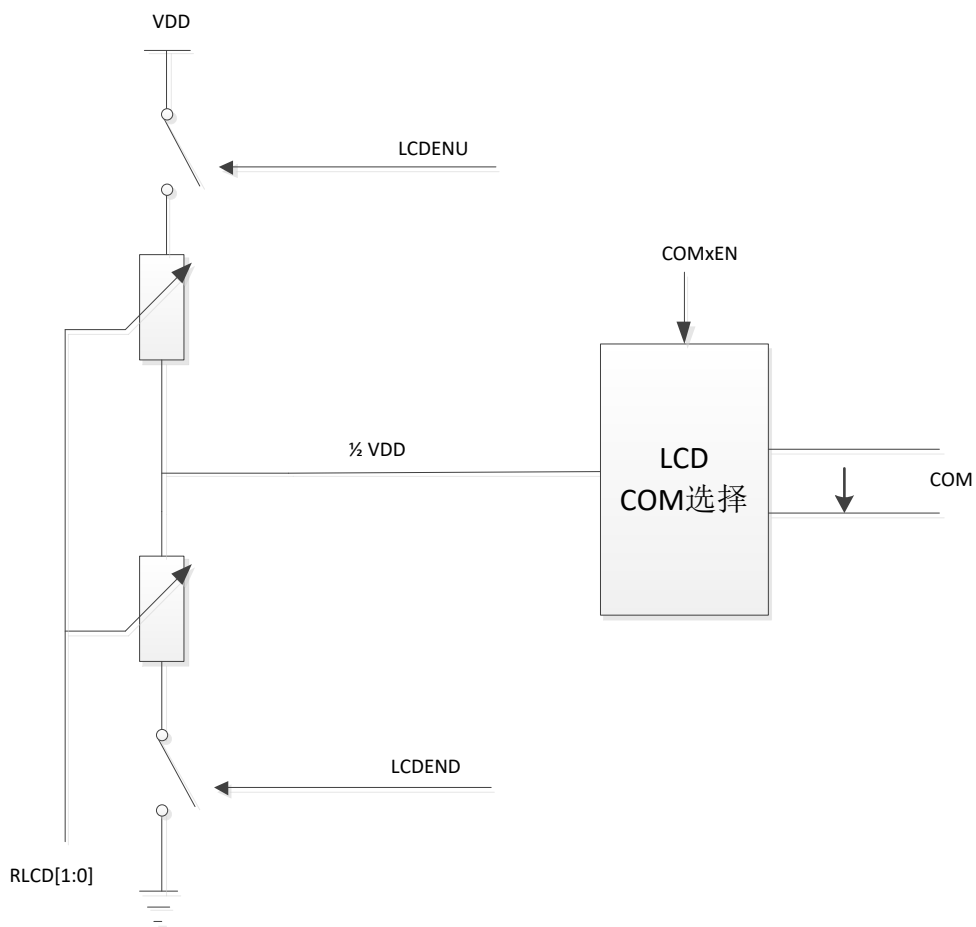 VDD
LCDENU
COMxEN
½ VDD
LCD
COM选择
COM
LCDEND
RLCD[1:0]